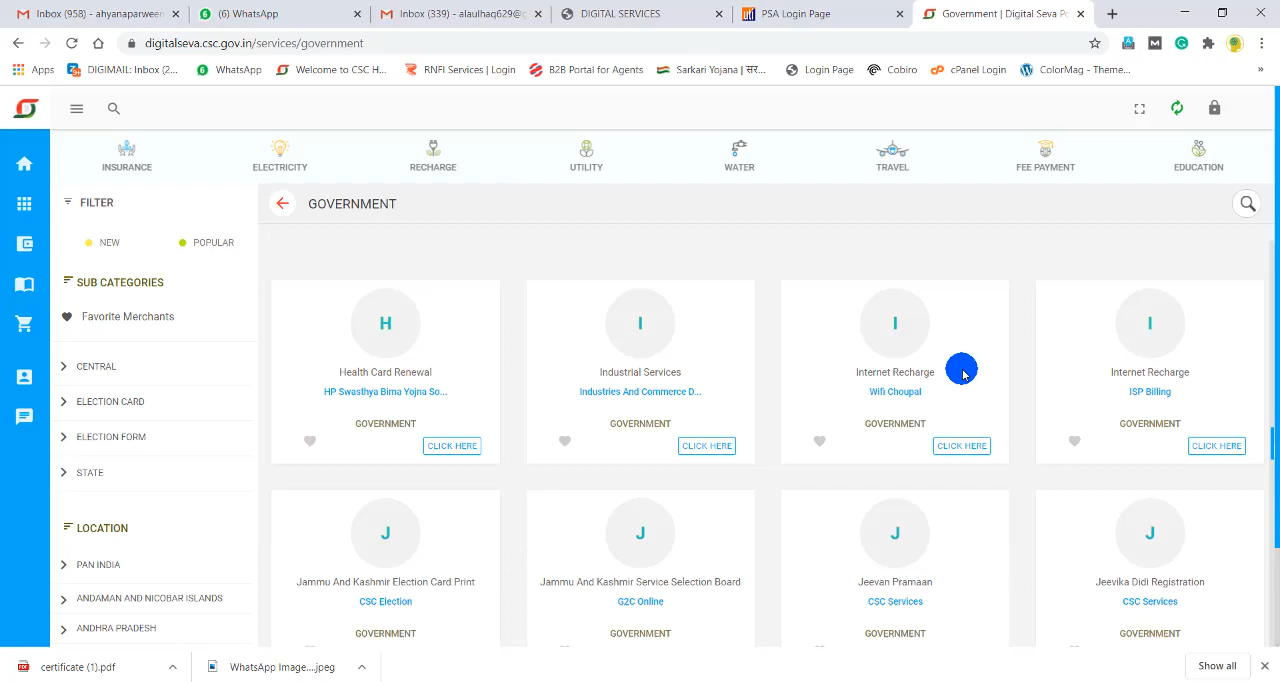 Inbox (958) - ahyanaparween
(6) WhatsApp
Inbox (339) - alaulhaq629@g
DIGITAL SERVICES
PSA Login Page
Government | Digital Seva Po
digitalseva.csc.gov.in/services/government
Apps
DIGIMAIL: Inbox (2...
WhatsApp
Welcome to CSC H...
RNFI Services | Login
B2B Portal for Agents
Sarkari Yojana | सर...
Login Page
Cobiro
cPanel Login
ColorMag - Theme...
INSURANCE
ELECTRICITY
RECHARGE
UTILITY
WATER
TRAVEL
FEE PAYMENT
EDUCATION
FILTER
NEW
POPULAR
SUB CATEGORIES
Favorite Merchants
CENTRAL
ELECTION CARD
ELECTION FORM
STATE
LOCATION
PAN INDIA
ANDAMAN AND NICOBAR ISLANDS
ANDHRA PRADESH
GOVERNMENT
H
Health Card Renewal
HP Swasthya Bima Yojna So...
GOVERNMENT
CLICK HERE
I
Industrial Services
Industries And Commerce D...
GOVERNMENT
CLICK HERE
I
Internet Recharge
Wifi Choupal
GOVERNMENT
CLICK HERE
I
Internet Recharge
ISP Billing
GOVERNMENT
CLICK HERE
J
Jammu And Kashmir Election Card Print
CSC Election
GOVERNMENT
J
Jammu And Kashmir Service Selection Board
G2C Online
GOVERNMENT
J
Jeevan Pramaan
CSC Services
GOVERNMENT
J
Jeevika Didi Registration
CSC Services
GOVERNMENT
certificate (1).pdf
WhatsApp Image....jpeg
Show all